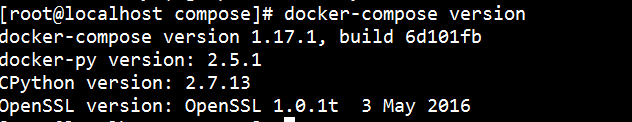 [root@localhost compose]# docker-compose version
docker-compose version 1.17.1, build 6d101fb
docker-py version: 2.5.1
CPython version: 2.7.13
OpenSSL version: OpenSSL 1.0.1t  3 May 2016